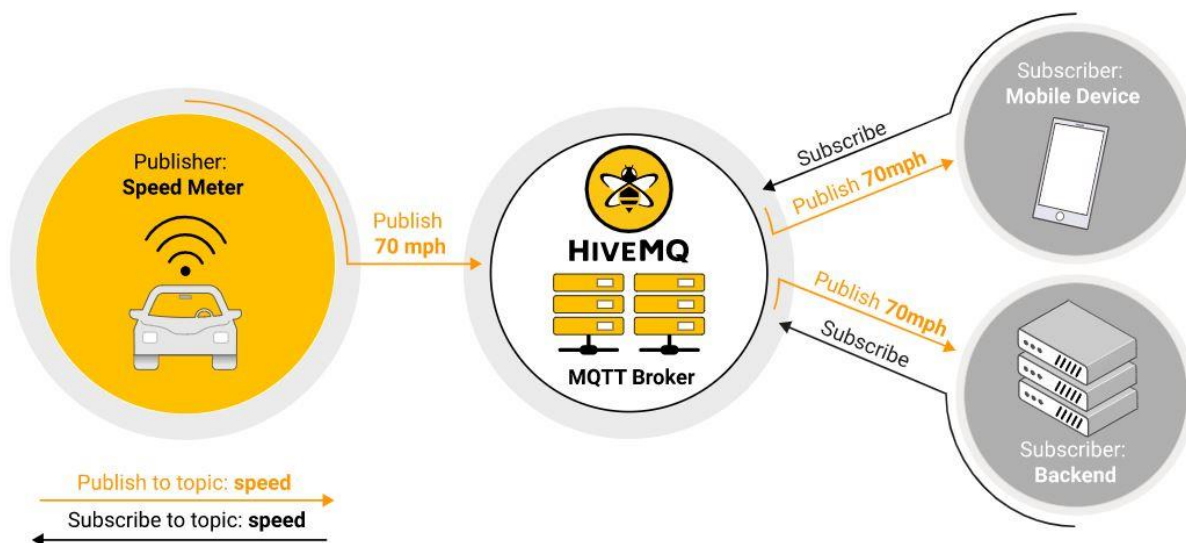 Publisher:
Speed Meter
Publish
70 mph
HIVEMQ
MQTT Broker
Subscribe
Publish 70mph
Subscriber:
Mobile Device
Publish 70mph
Subscribe
Subscriber:
Backend
Publish to topic: speed
Subscribe to topic: speed